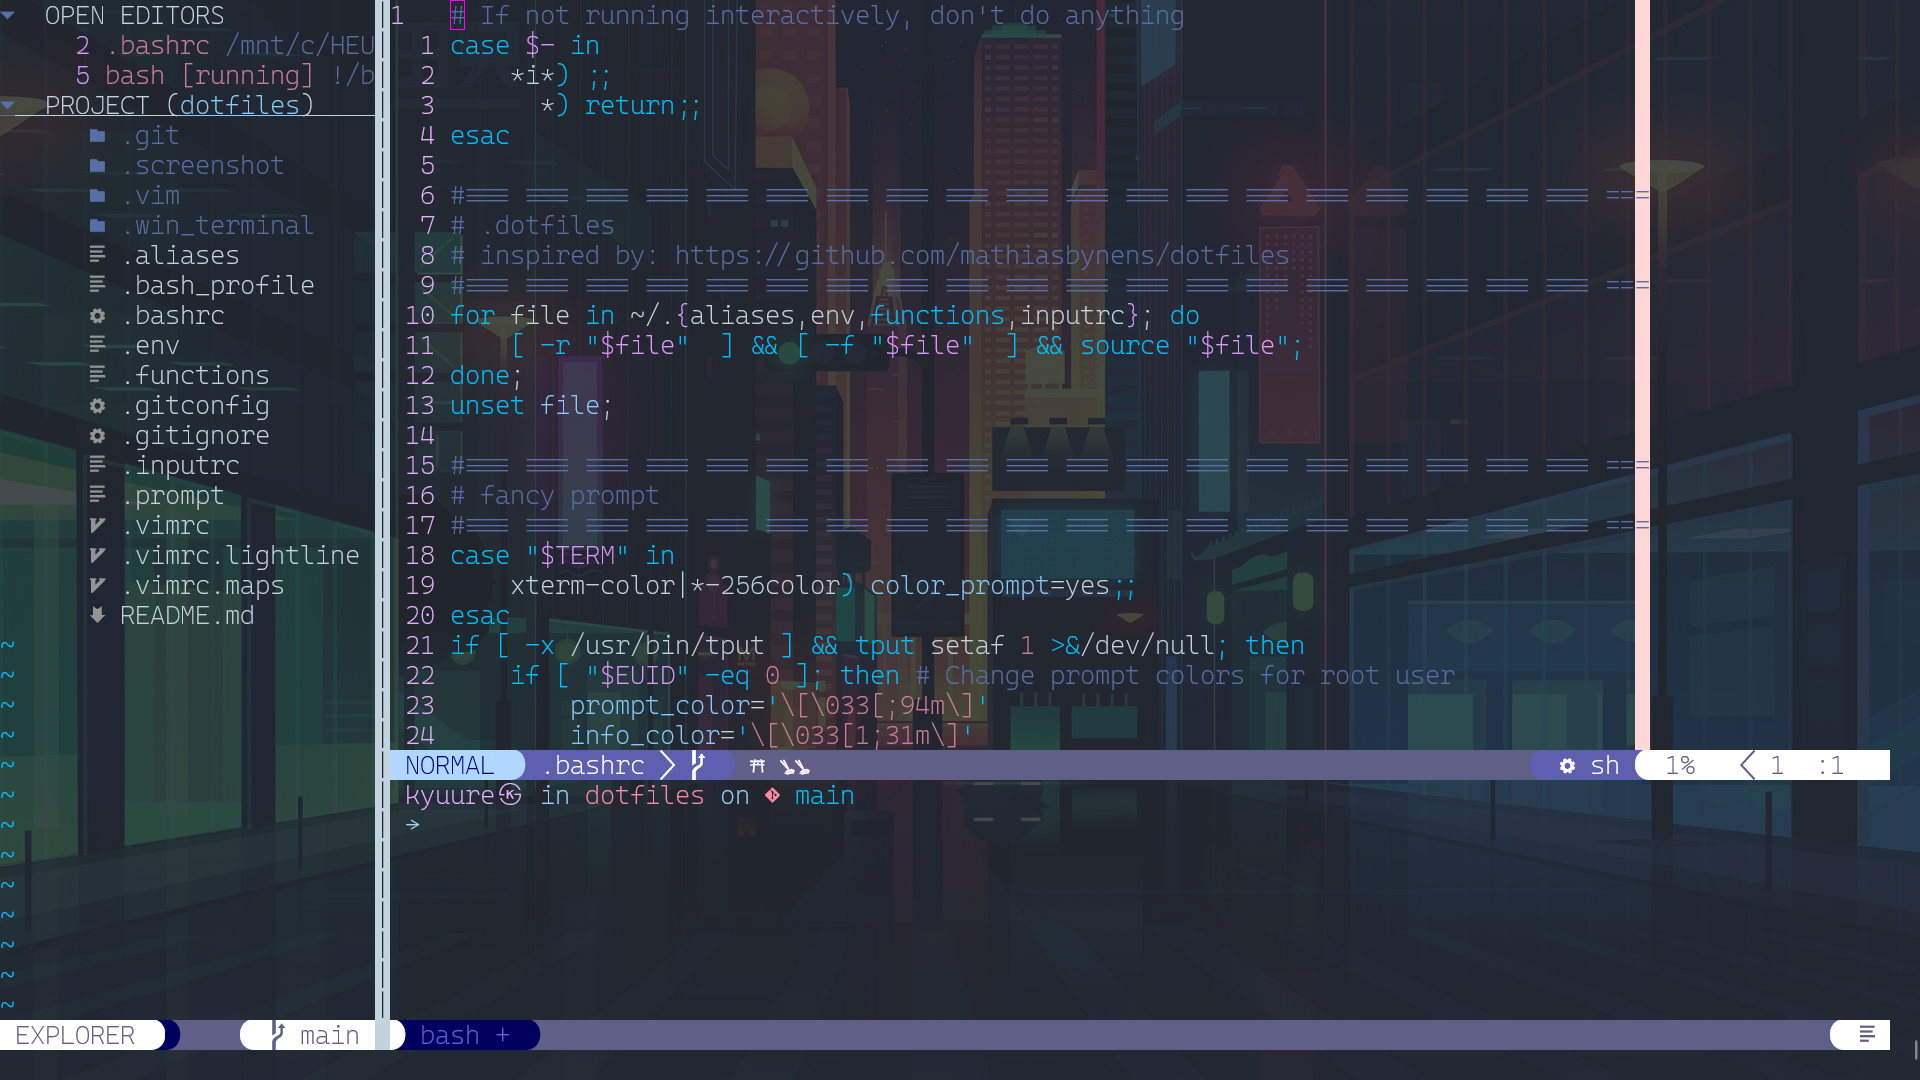 OPEN EDITORS
2 .bashrc /mnt/c/HEU
5 bash [running] !/b
PROJECT (dotfiles)
.git
.screenshot
.vim
.win_terminal
.aliases
.bash_profile
.bashrc
.env
.functions
.gitconfig
.gitignore
.inputrc
.prompt
.vimrc
.vimrc.lightline
.vimrc.maps
README.md
~
~
~
~
~
~
~
~
~
~
~
~
~
EXPLORER main
1 # If not running interactively, don't do anything
1 case $- in
2     *i*) ;;
3       *) return;;
4 esac
5
6 #===============================================================================
7 # .dotfiles
8 # inspired by: https://github.com/mathiasbynens/dotfiles
9 #===============================================================================
10 for file in ~/.{aliases,env,functions,inputrc}; do
11     [ -r "$file"  ] && [ -f "$file"  ] && source "$file";
12 done;
13 unset file;
14
15 #===============================================================================
16 # fancy prompt
17 #===============================================================================
18 case "$TERM" in
19     xterm-color|*-256color) color_prompt=yes;;
20 esac
21 if [ -x /usr/bin/tput ] && tput setaf 1 >&/dev/null; then
22     if [ "$EUID" -eq 0 ]; then # Change prompt colors for root user
23         prompt_color='\[\033[;94m\]'
24         info_color='\[\033[1;31m\]'
NORMAL .bashrc sh 1% 1 :1
kyuure㉿ in dotfiles on main
→
bash +